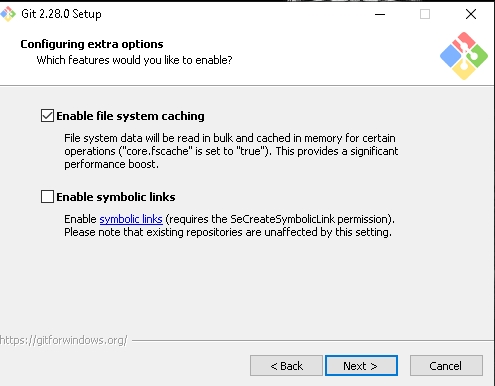 Git 2.28.0 Setup
Configuring extra options
Which features would you like to enable?
Enable file system caching
File system data will be read in bulk and cached in memory for certain
operations ("core.fscache" is set to "true"). This provides a significant
performance boost.
Enable symbolic links
Enable symbolic links (requires the SeCreateSymbolicLink permission).
Please note that existing repositories are unaffected by this setting.
https://gitforwindows.org/
< Back
Next >
Cancel